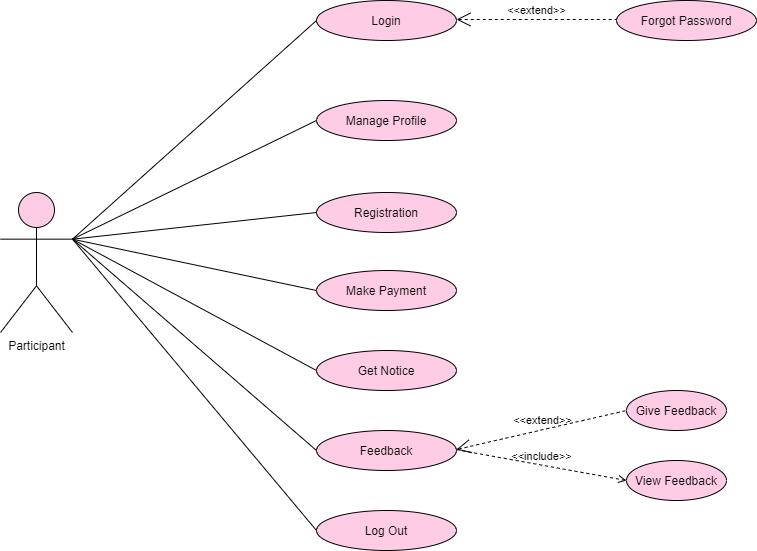 Login
<<extend>>
Forgot Password
Manage Profile
Registration
Make Payment
Participant
Get Notice
Give Feedback
<<extend>>
Feedback
<<include>>
View Feedback
Log Out